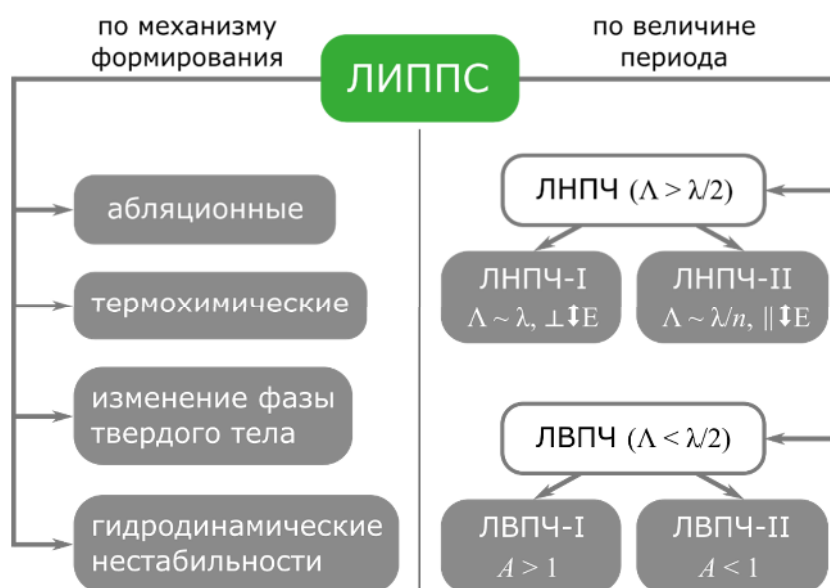 по механизму
формирования
ЛИППС
по величине
периода
абляционные
термохимические
изменение фазы
твердого тела
гидродинамические
нестабильности
ЛНПЧ (Λ > λ/2)
ЛНПЧ-I
Λ ~ λ, ⊥↕E
ЛНПЧ-II
Λ ~ λ/n, ||↕E
ЛВПЧ (Λ < λ/2)
ЛВПЧ-I
A > 1
ЛВПЧ-II
A < 1